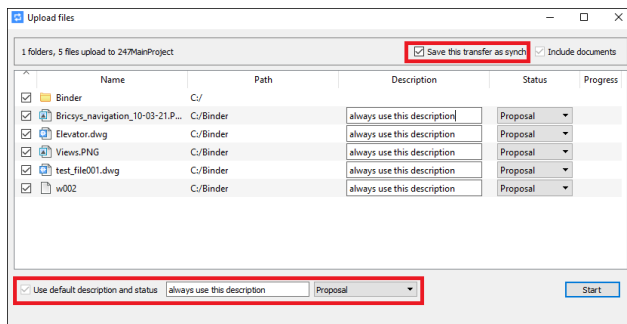 Upload files
1 folders, 5 files upload to 247MainProject Save this transfer as synch Include documents
Name Path Description Status Progress
Binder C:/
Bricsys_navigation_10-03-21.P... C:/Binder always use this description Proposal
Elevator.dwg C:/Binder always use this description Proposal
Views.PNG C:/Binder always use this description Proposal
test_file001.dwg C:/Binder always use this description Proposal
w002 C:/Binder always use this description Proposal
Use default description and status always use this description Proposal Start